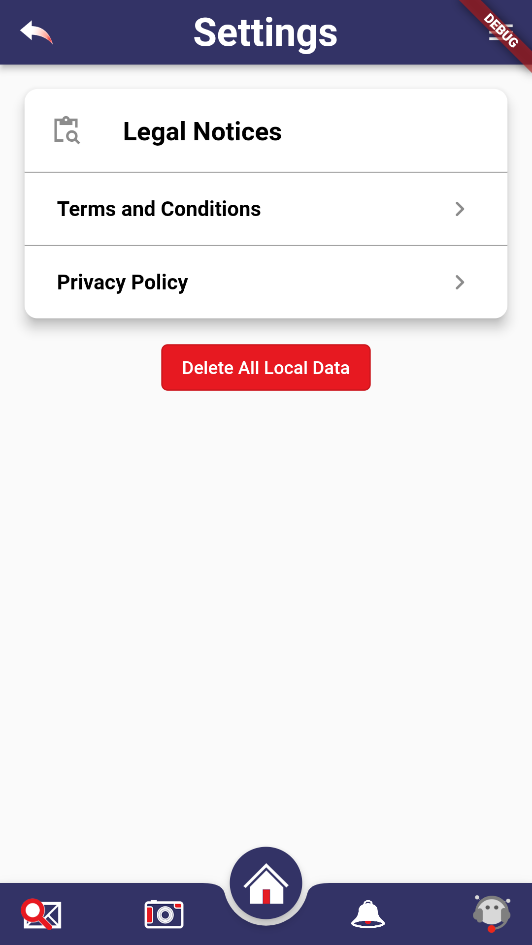 Settings
DEBUG
Legal Notices
Terms and Conditions
Privacy Policy
Delete All Local Data